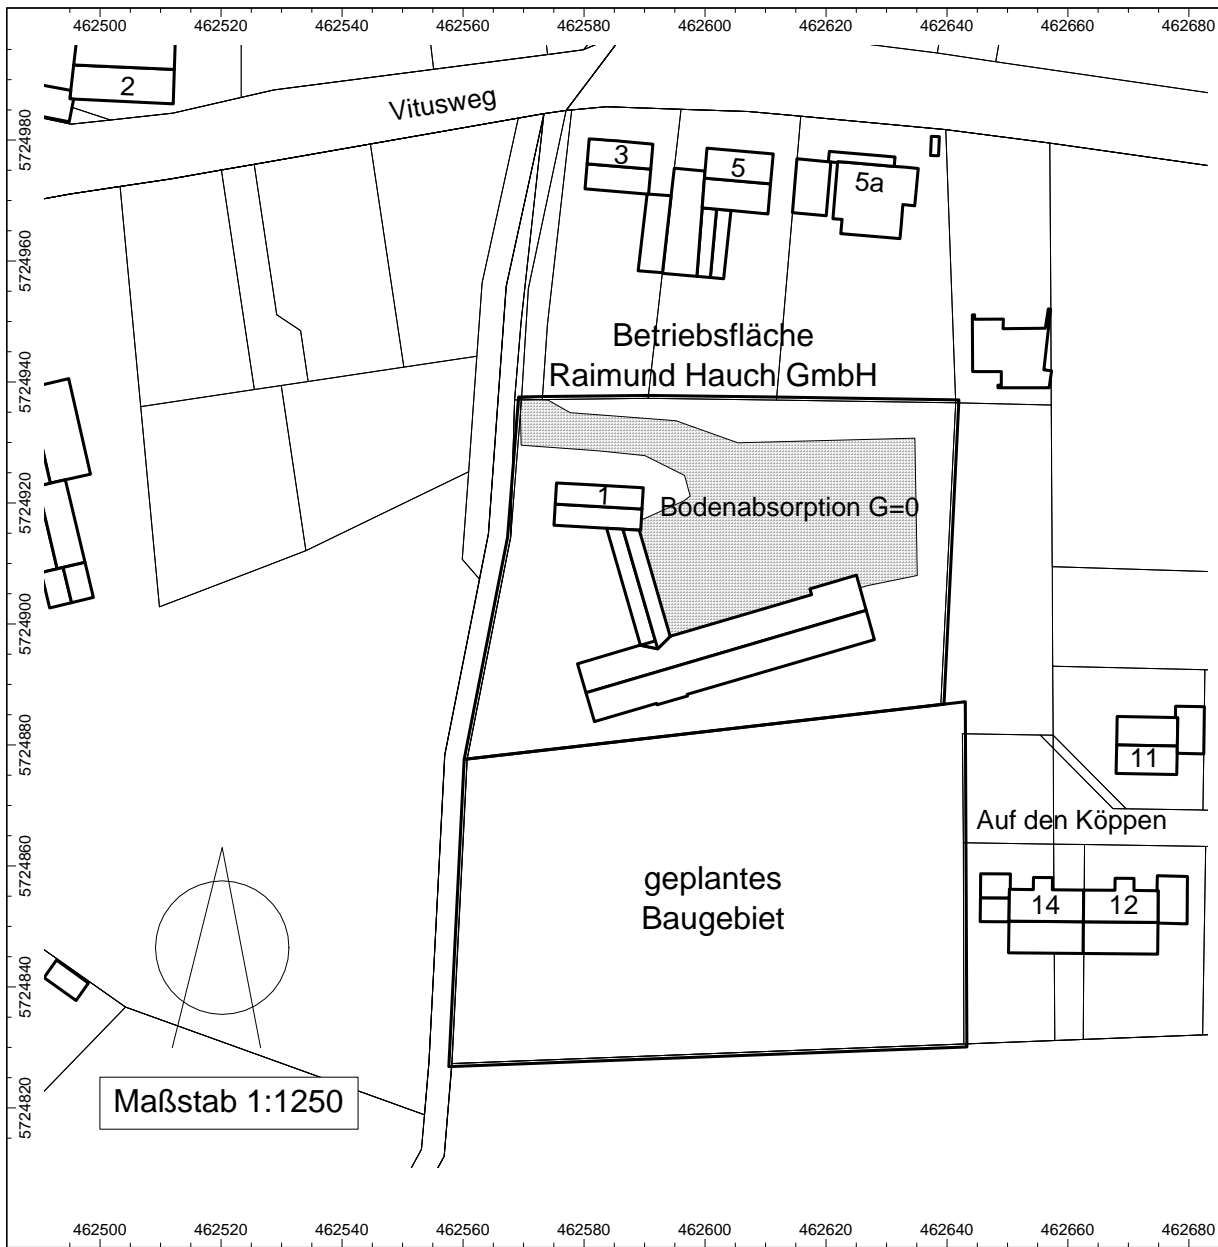 462500 462520 462540 462560 462580 462600 462620 462640 462660 462680
2
Vitusweg
3
5
5a
5724980
5724960
5724940
5724920
5724900
5724880
5724860
5724840
5724820
Betriebsfläche
Raimund Hauch GmbH
1
Bodenabsorption G=0
11
Auf den Köppen
geplantes
Baugebiet
14
12
Maßstab 1:1250
462500 462520 462540 462560 462580 462600 462620 462640 462660 462680